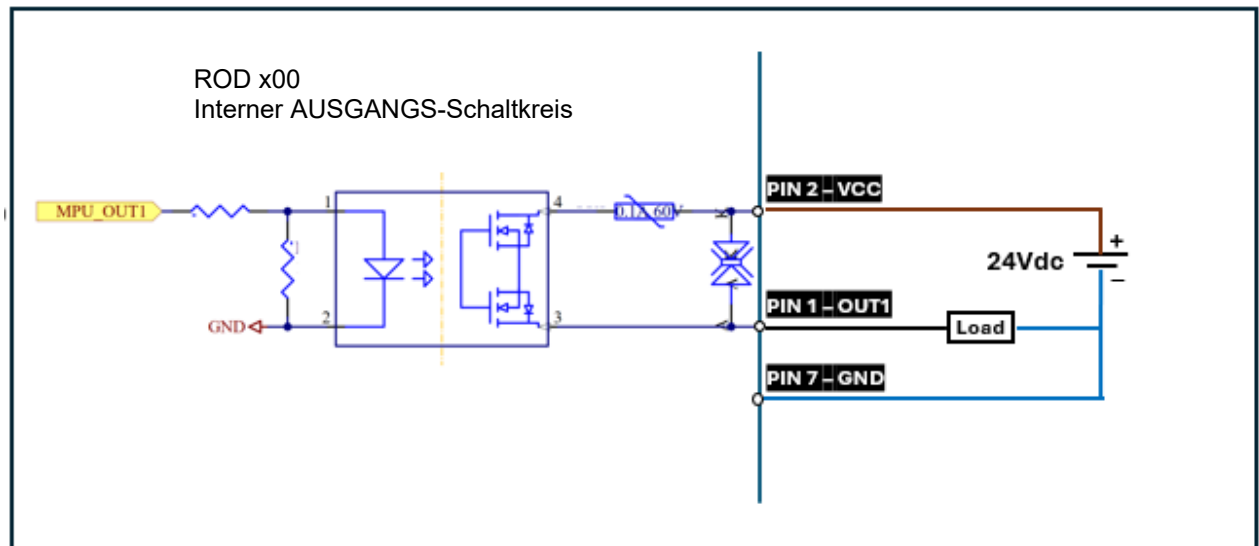 ROD x00
Interner AUSGANGS-Schaltkreis
MPU_OUT1
1
2
GND
4
3
0.1A 60V
PIN 2 – VCC
24Vdc
+
–
PIN 1 – OUT1
Load
PIN 7 – GND